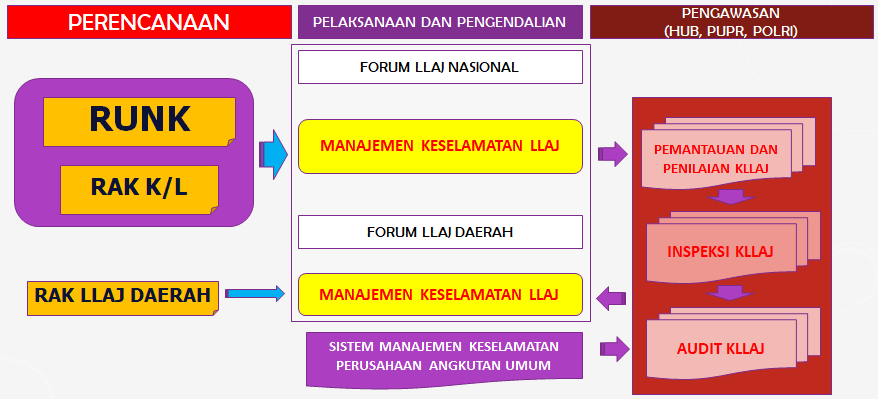 PERENCANAAN
PELAKSANAAN DAN PENGENDALIAN
PENGAWASAN
(HUB, PUPR, POLRI)
RUNK
RAK K/L
RAK LLAJ DAERAH
FORUM LLAJ NASIONAL
MANAJEMEN KESELAMATAN LLAJ
FORUM LLAJ DAERAH
MANAJEMEN KESELAMATAN LLAJ
SISTEM MANAJEMEN KESELAMATAN
PERUSAHAAN ANGKUTAN UMUM
PEMANTAUAN DAN
PENILAIAN KLLAJ
INSPEKSI KLLAJ
AUDIT KLLAJ